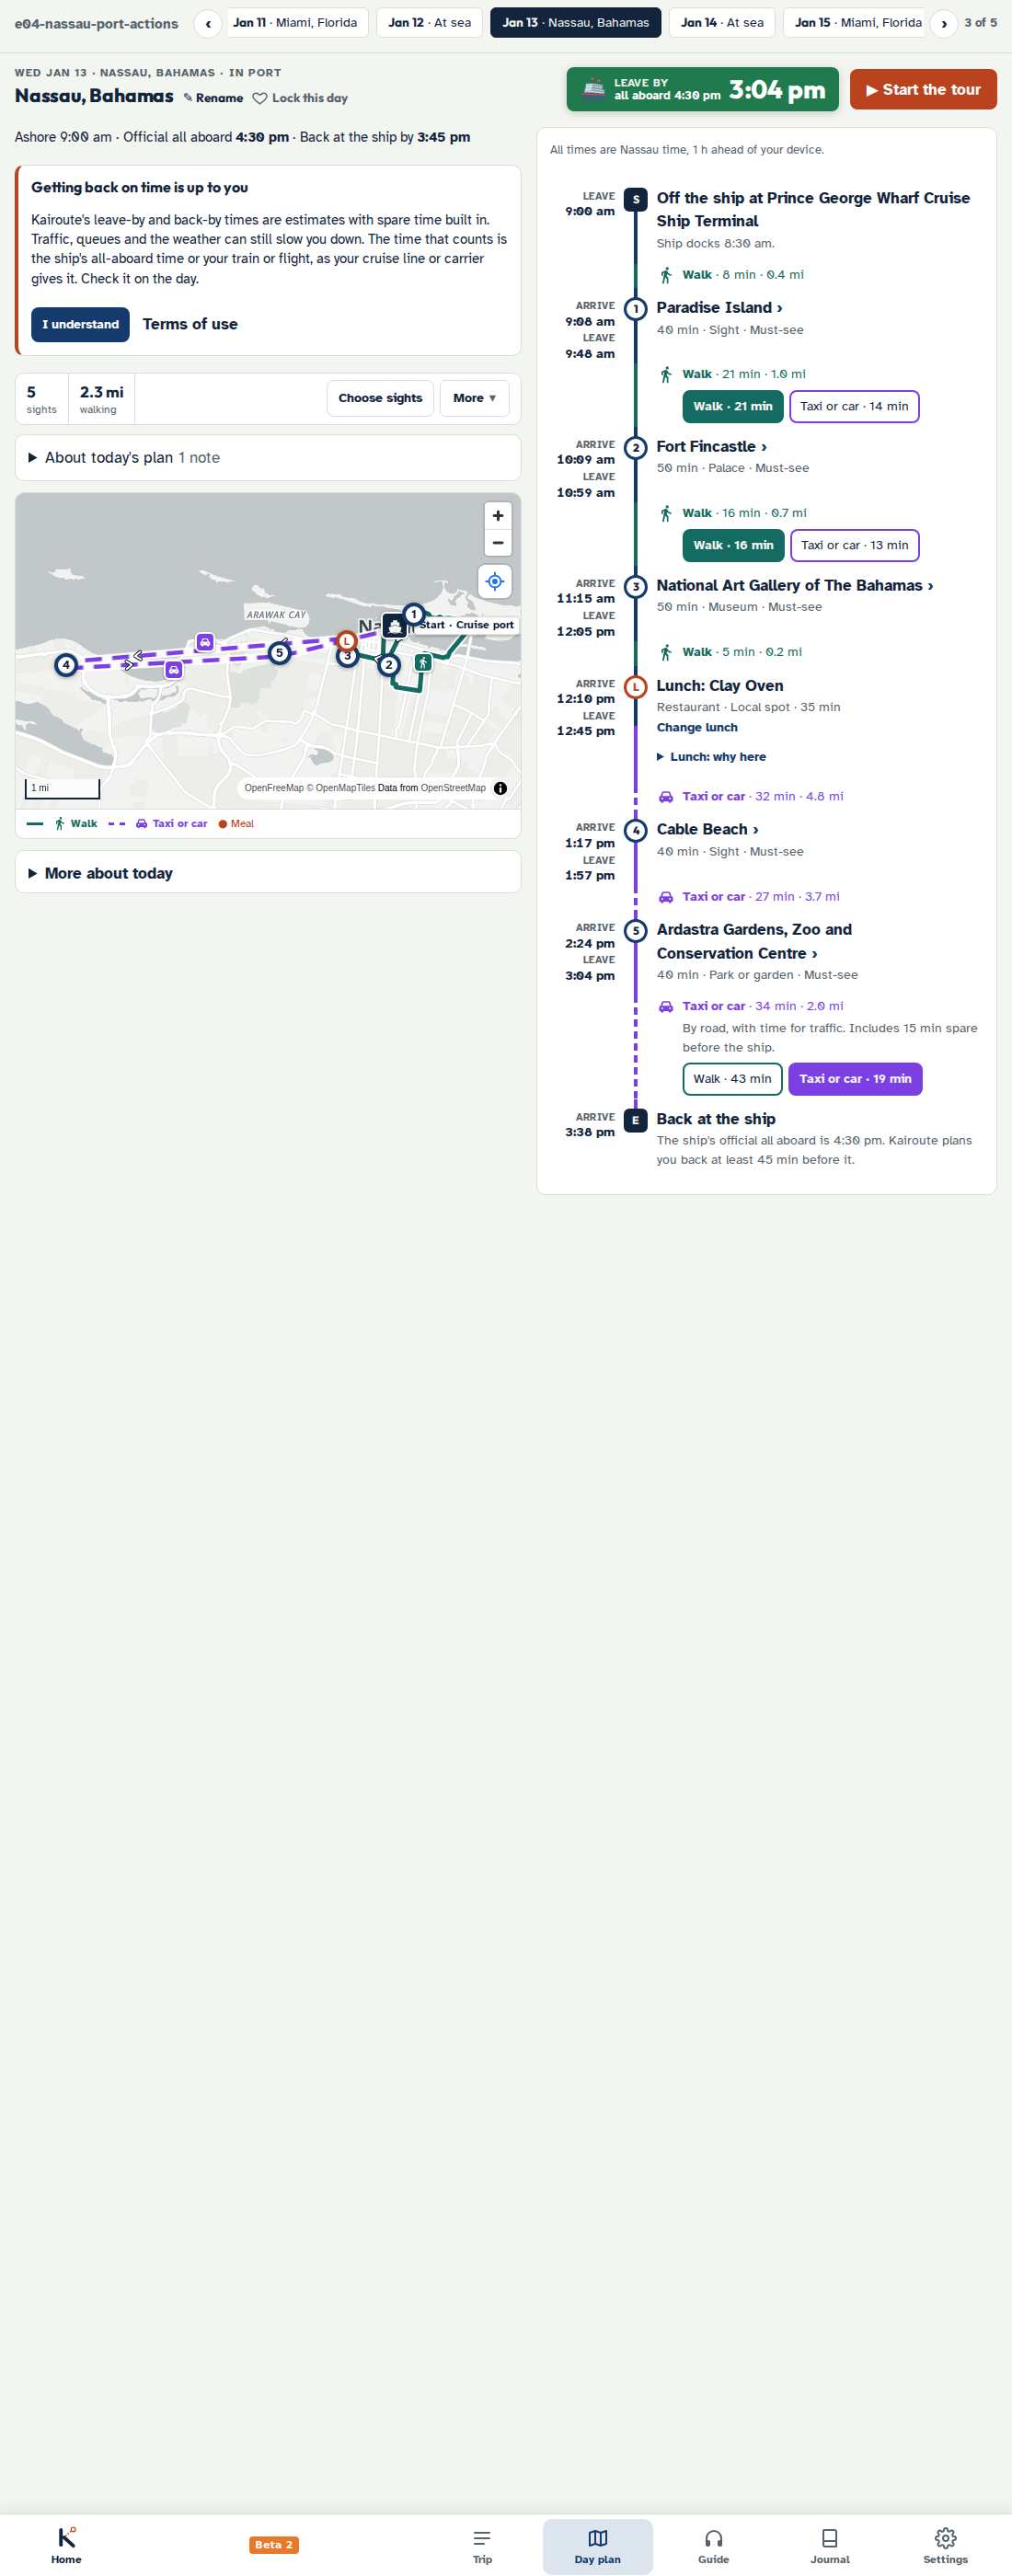 e04-nassau-port-actions
‹
Jan 11 · Miami, Florida
Jan 12 · At sea
Jan 13 · Nassau, Bahamas
Jan 14 · At sea
Jan 15 · Miami, Florida
›
3 of 5
WED JAN 13 · NASSAU, BAHAMAS · IN PORT
Nassau, Bahamas
✎ Rename
Lock this day
LEAVE BY
all aboard 4:30 pm
3:04 pm
▶ Start the tour
Ashore 9:00 am · Official all aboard 4:30 pm · Back at the ship by 3:45 pm
Getting back on time is up to you
Kairoute's leave-by and back-by times are estimates with spare time built in.
Traffic, queues and the weather can still slow you down. The time that counts is
the ship's all-aboard time or your train or flight, as your cruise line or carrier
gives it. Check it on the day.
I understand
Terms of use
5
sights
2.3 mi
walking
Choose sights
More ▼
▶ About today's plan 1 note
+
−
ARAWAK CAY
Na
1
Start · Cruise port
L
3
2
5
4
1 mi
OpenFreeMap © OpenMapTiles Data from OpenStreetMap
Walk
Taxi or car
Meal
▶ More about today
All times are Nassau time, 1 h ahead of your device.
LEAVE
9:00 am
S
Off the ship at Prince George Wharf Cruise
Ship Terminal
Ship docks 8:30 am.
Walk · 8 min · 0.4 mi
ARRIVE
9:08 am
LEAVE
9:48 am
1
Paradise Island ›
40 min · Sight · Must-see
Walk · 21 min · 1.0 mi
Walk · 21 min
Taxi or car · 14 min
ARRIVE
10:09 am
LEAVE
10:59 am
2
Fort Fincastle ›
50 min · Palace · Must-see
Walk · 16 min · 0.7 mi
Walk · 16 min
Taxi or car · 13 min
ARRIVE
11:15 am
LEAVE
12:05 pm
3
National Art Gallery of The Bahamas ›
50 min · Museum · Must-see
Walk · 5 min · 0.2 mi
ARRIVE
12:10 pm
LEAVE
12:45 pm
L
Lunch: Clay Oven
Restaurant · Local spot · 35 min
Change lunch
▶ Lunch: why here
Taxi or car · 32 min · 4.8 mi
ARRIVE
1:17 pm
LEAVE
1:57 pm
4
Cable Beach ›
40 min · Sight · Must-see
Taxi or car · 27 min · 3.7 mi
ARRIVE
2:24 pm
LEAVE
3:04 pm
5
Ardastra Gardens, Zoo and
Conservation Centre ›
40 min · Park or garden · Must-see
Taxi or car · 34 min · 2.0 mi
By road, with time for traffic. Includes 15 min spare
before the ship.
Walk · 43 min
Taxi or car · 19 min
ARRIVE
3:38 pm
E
Back at the ship
The ship's official all aboard is 4:30 pm. Kairoute plans
you back at least 45 min before it.
Home
Beta 2
Trip
Day plan
Guide
Journal
Settings